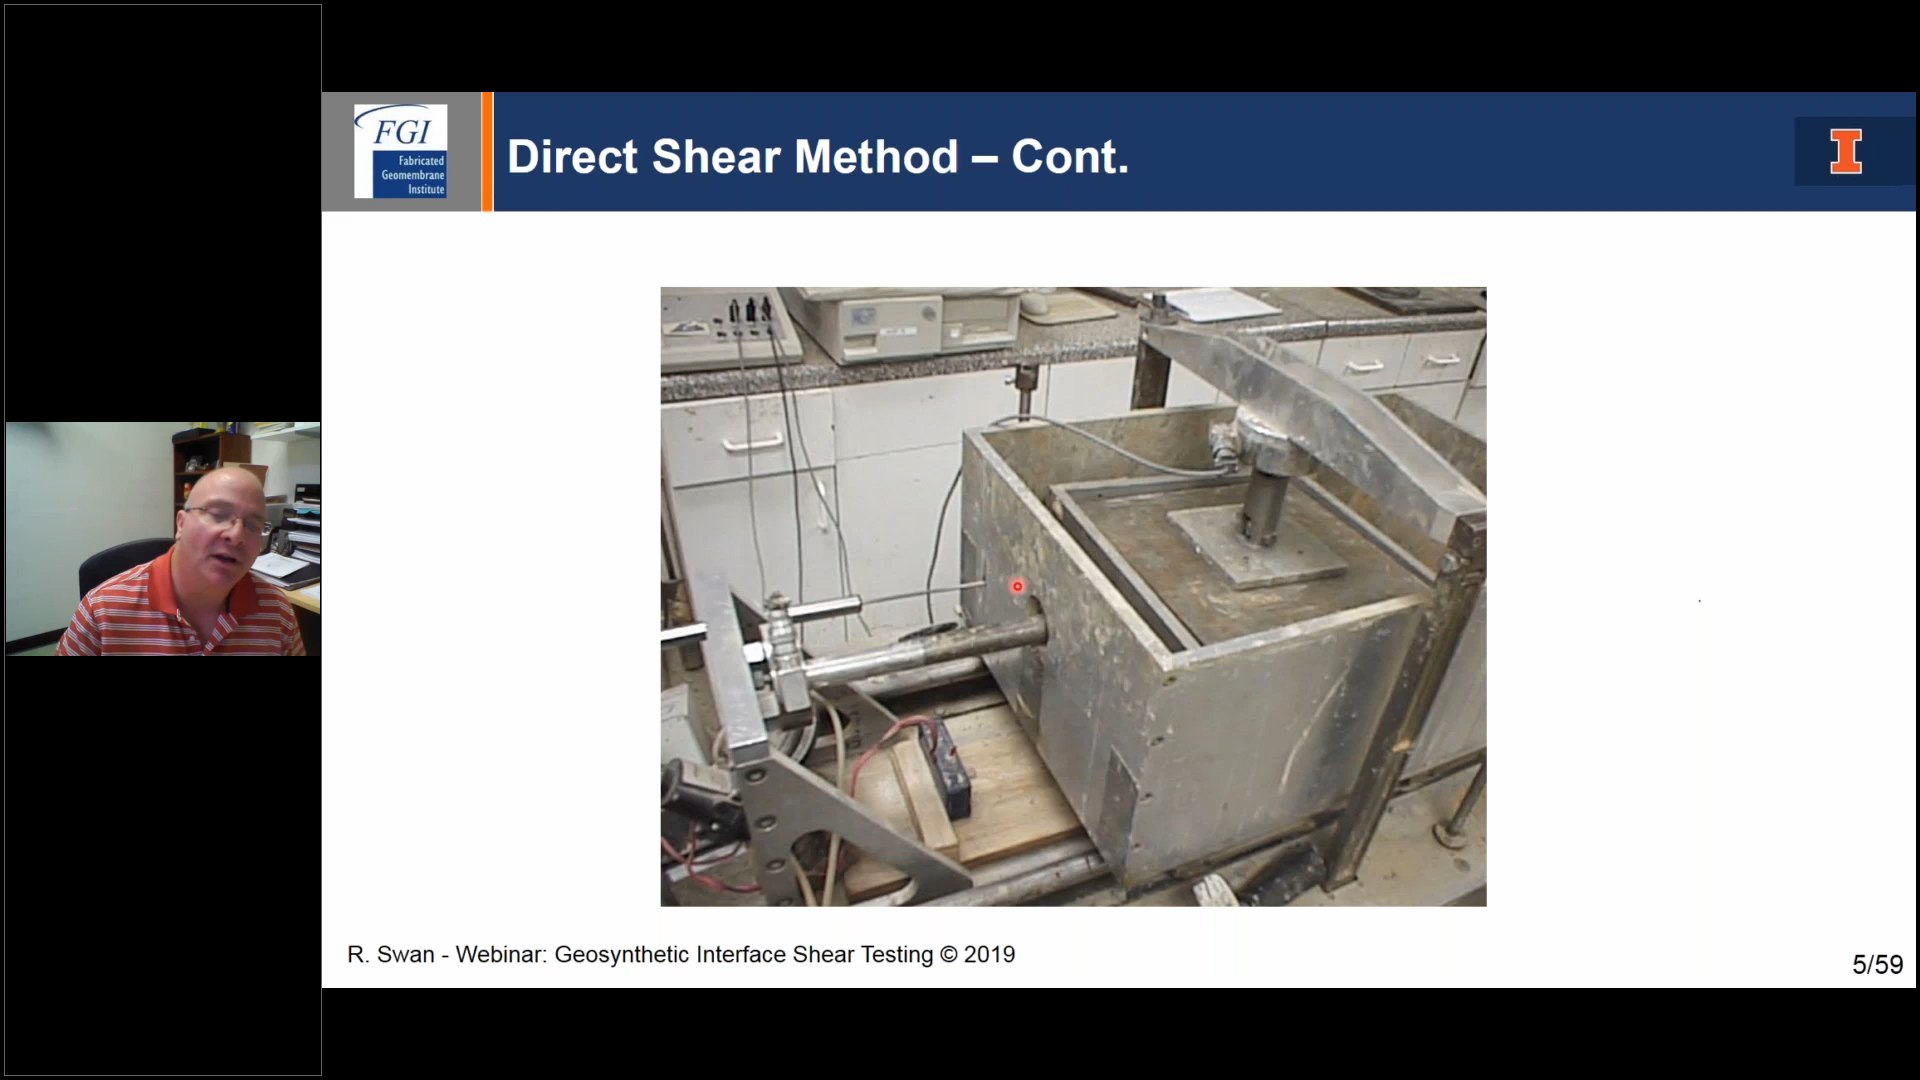 FGI
Fabricated
Geomembrane
Institute
Direct Shear Method – Cont.
I
R. Swan - Webinar: Geosynthetic Interface Shear Testing © 2019
5/59